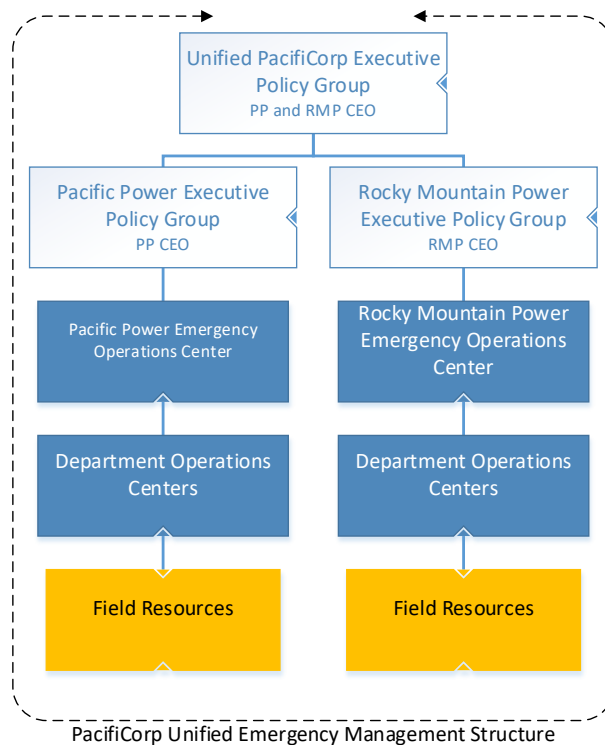 Unified PacifiCorp Executive
Policy Group
PP and RMP CEO
Pacific Power Executive
Policy Group
PP CEO
Rocky Mountain Power
Executive Policy Group
RMP CEO
Pacific Power Emergency
Operations Center
Rocky Mountain Power
Emergency Operations
Center
Department Operations
Centers
Department Operations
Centers
Field Resources
Field Resources
PacifiCorp Unified Emergency Management Structure